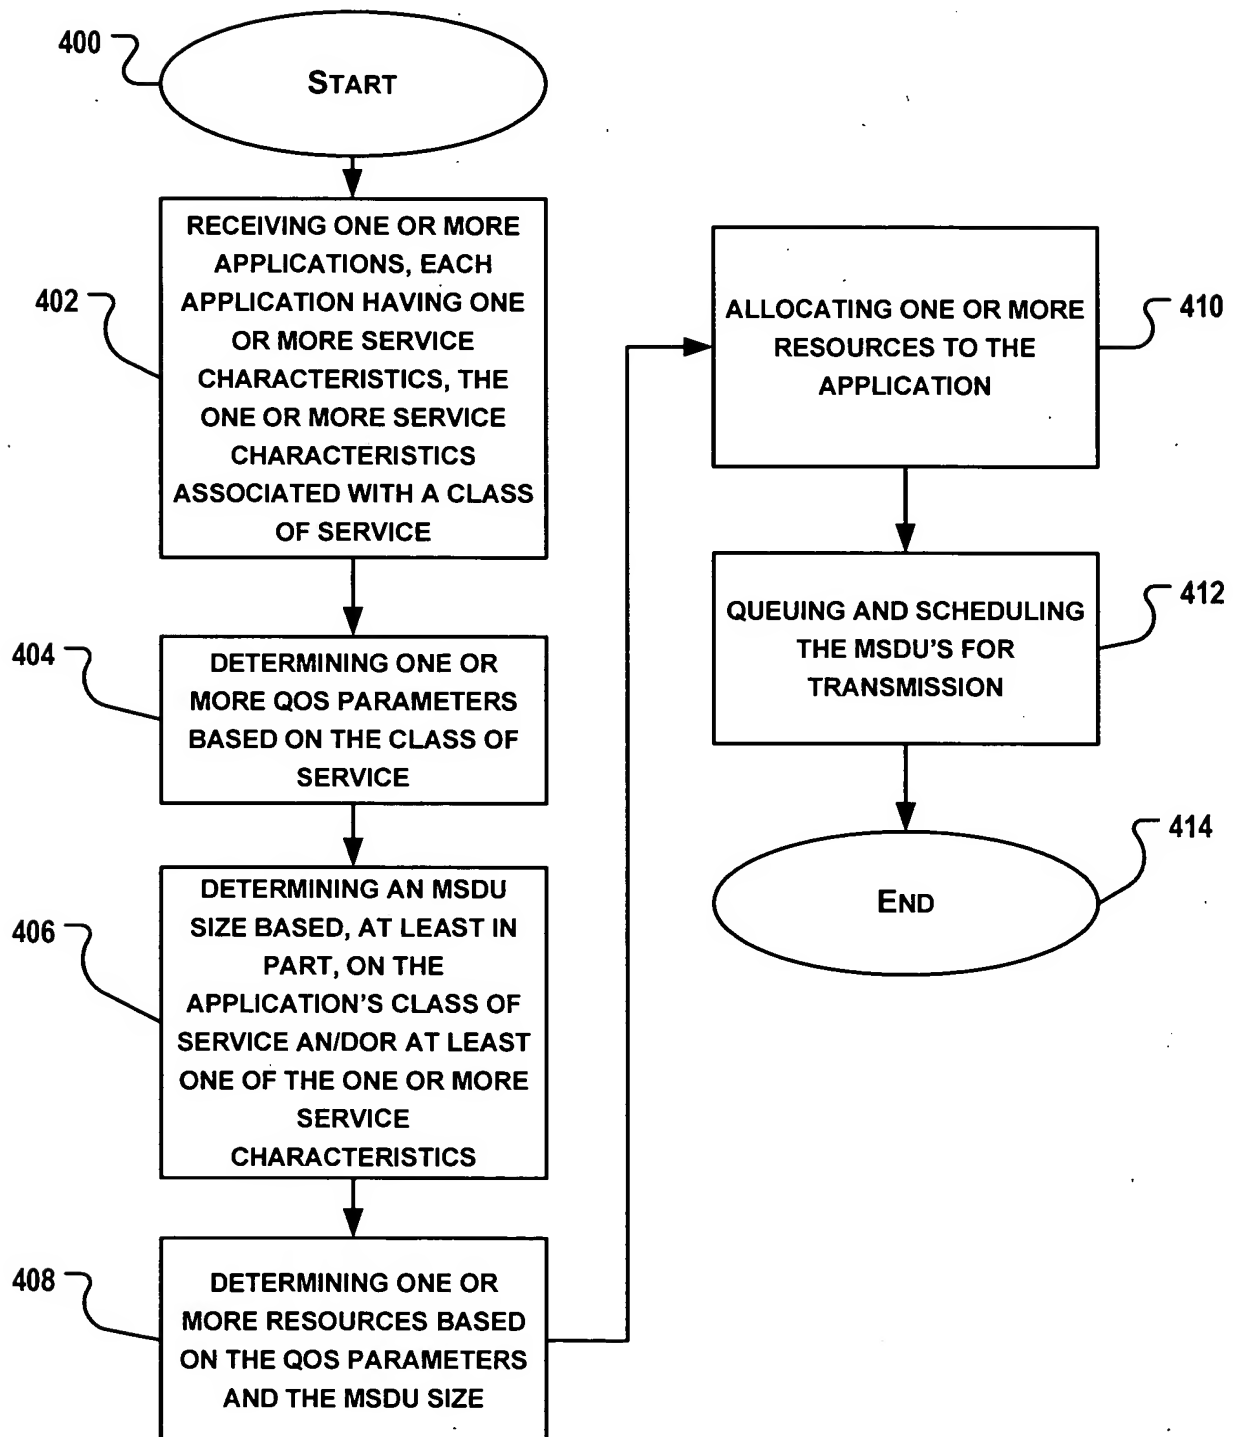 400
START
402
RECEIVING ONE OR MORE
APPLICATIONS, EACH
APPLICATION HAVING ONE
OR MORE SERVICE
CHARACTERISTICS, THE
ONE OR MORE SERVICE
CHARACTERISTICS
ASSOCIATED WITH A CLASS
OF SERVICE
404
DETERMINING ONE OR
MORE QOS PARAMETERS
BASED ON THE CLASS OF
SERVICE
406
DETERMINING AN MSDU
SIZE BASED, AT LEAST IN
PART, ON THE
APPLICATION'S CLASS OF
SERVICE AN/DOR AT LEAST
ONE OF THE ONE OR MORE
SERVICE
CHARACTERISTICS
408
DETERMINING ONE OR
MORE RESOURCES BASED
ON THE QOS PARAMETERS
AND THE MSDU SIZE
ALLOCATING ONE OR MORE
RESOURCES TO THE
APPLICATION
410
QUEUING AND SCHEDULING
THE MSDU'S FOR
TRANSMISSION
412
END
414